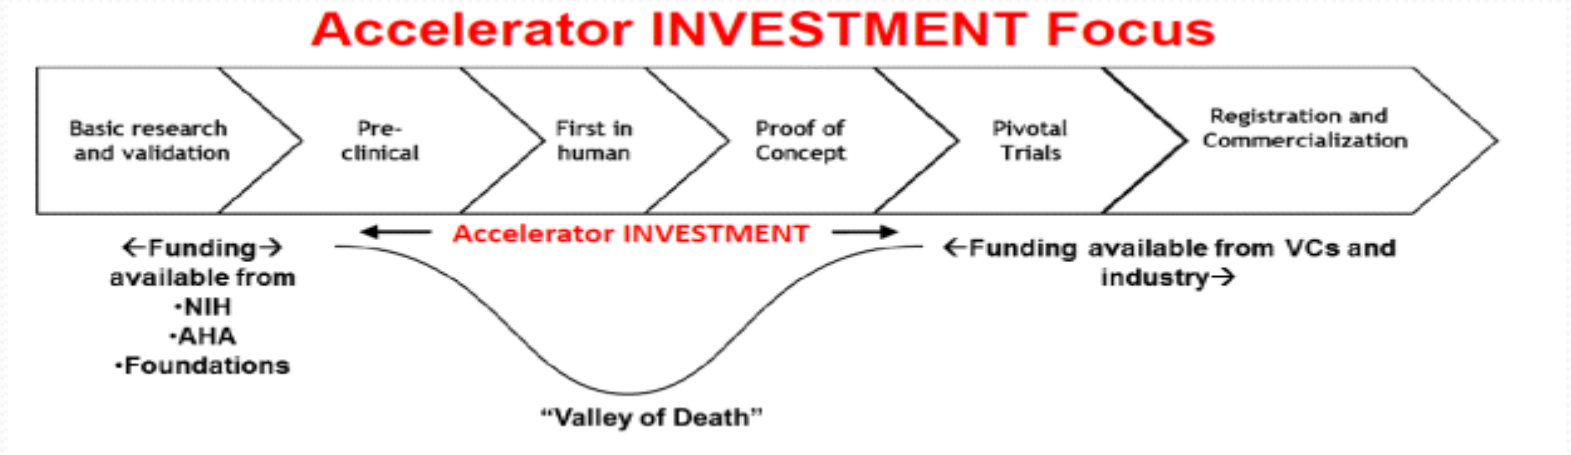 Accelerator INVESTMENT Focus
Basic research
and validation
Pre-
clinical
First in
human
Proof of
Concept
Pivotal
Trials
Registration and
Commercialization
←Funding→
available from
•NIH
•AHA
•Foundations
Accelerator INVESTMENT
←Funding available from VCs and
industry→
“Valley of Death”